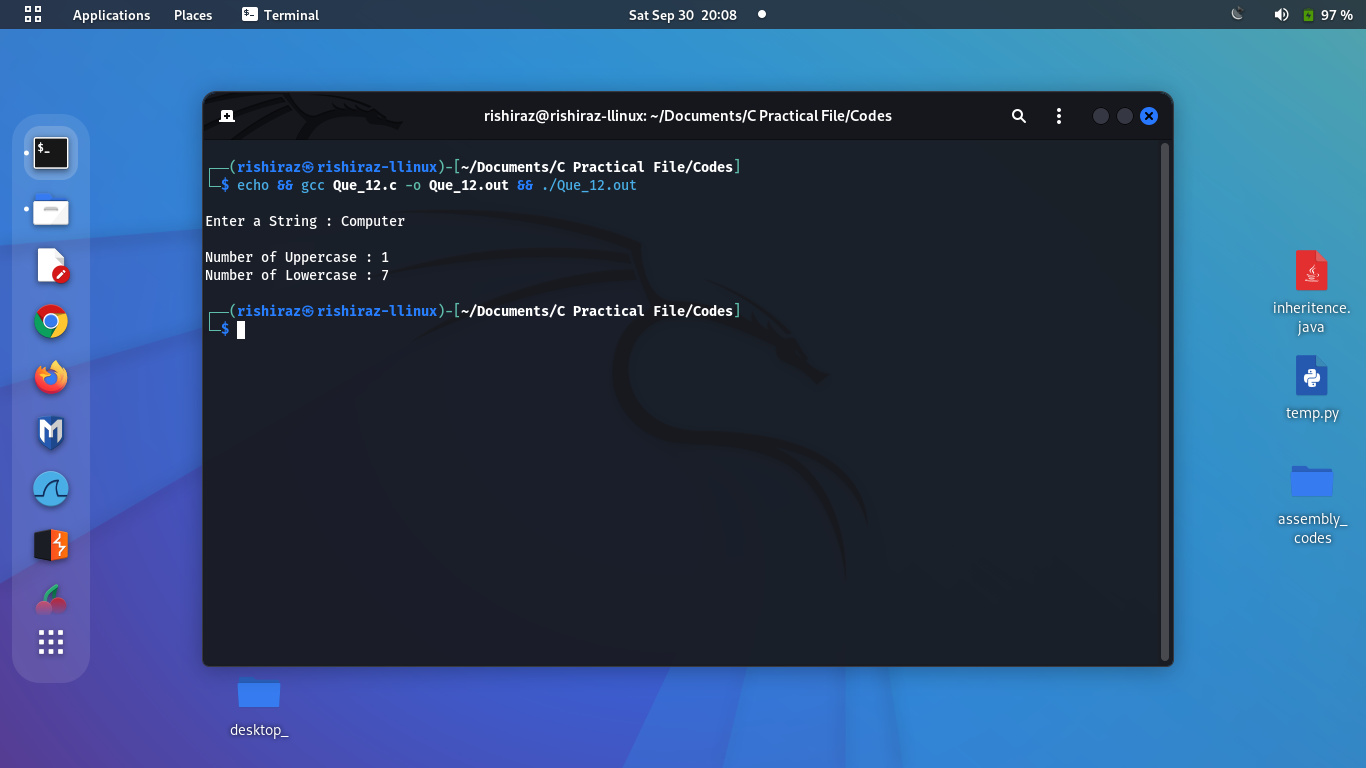 Applications Places Terminal Sat Sep 30 20:08 97 %
rishiraz@rishiraz-llinux: ~/Documents/C Practical File/Codes
┌──(rishiraz㉿rishiraz-llinux)-[~/Documents/C Practical File/Codes]
└─$ echo && gcc Que_12.c -o Que_12.out && ./Que_12.out
Enter a String : Computer
Number of Uppercase : 1
Number of Lowercase : 7
┌──(rishiraz㉿rishiraz-llinux)-[~/Documents/C Practical File/Codes]
└─$
$_
inheritence.
java
temp.py
assembly_
codes
desktop_